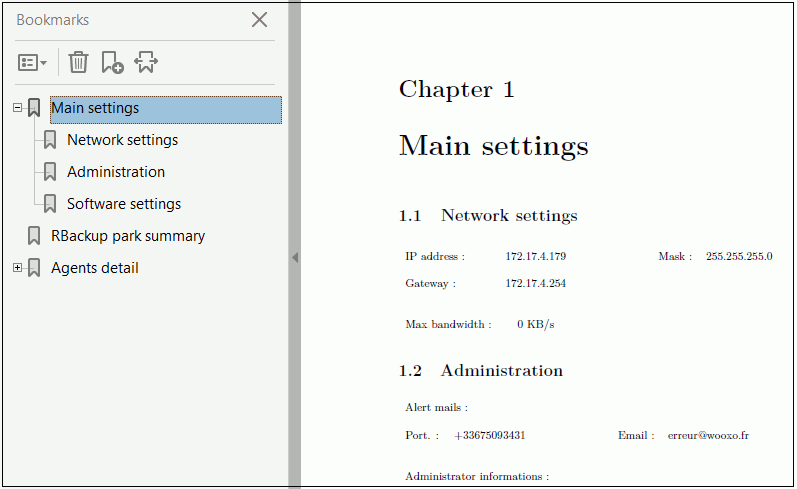 Bookmarks
Main settings
Network settings
Administration
Software settings
RBackup park summary
Agents detail
Chapter 1
Main settings
1.1 Network settings
IP address : 172.17.4.179 Mask : 255.255.255.0
Gateway : 172.17.4.254
Max bandwidth : 0 KB/s
1.2 Administration
Alert mails :
Port. : +33675093431 Email : erreur@wooxo.fr
Administrator informations :